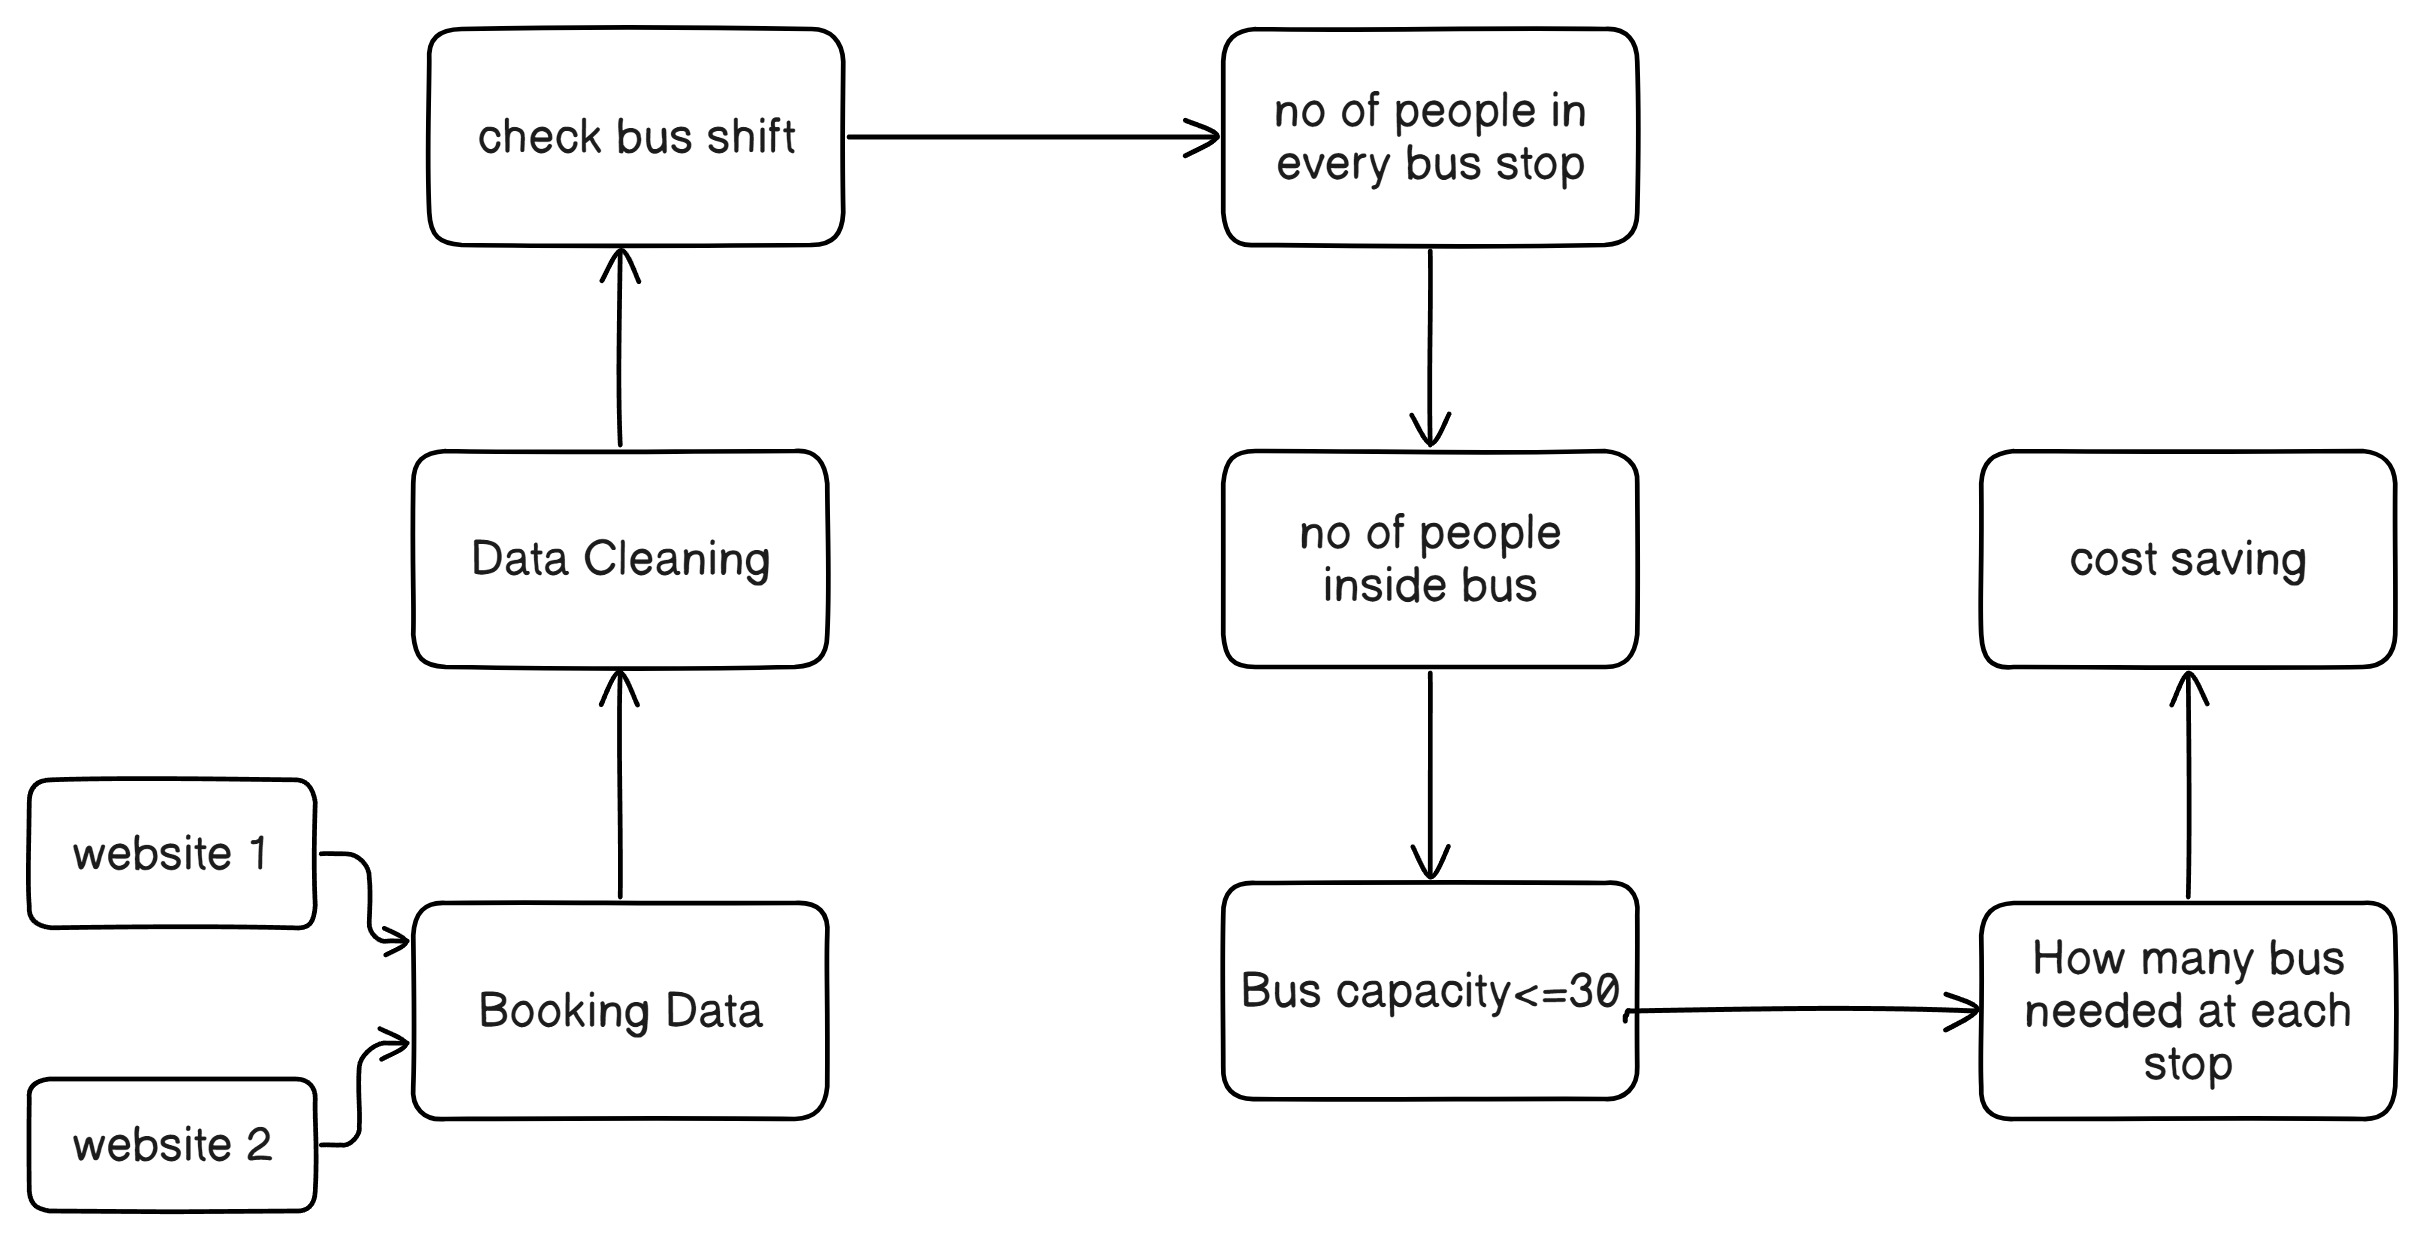 website 1
website 2
Booking Data
Data Cleaning
check bus shift
no of people in
every bus stop
no of people
inside bus
Bus capacity<=30
How many bus
needed at each
stop
cost saving